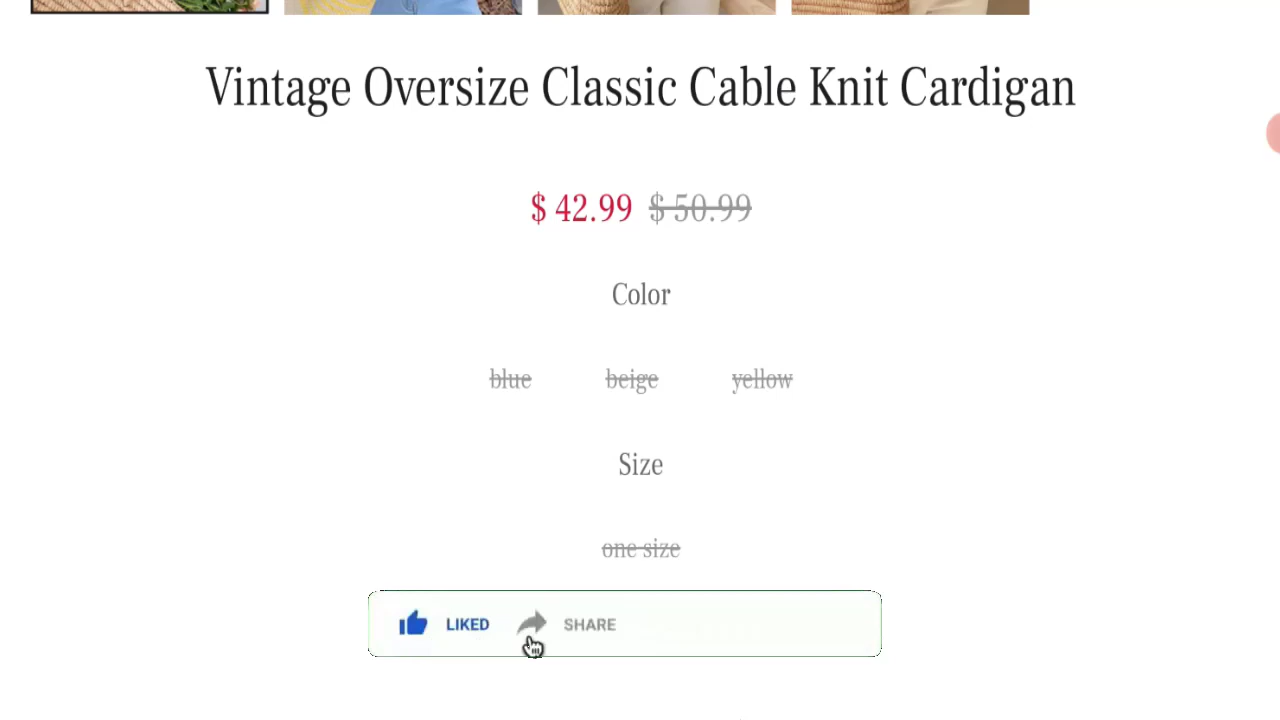 Vintage Oversize Classic Cable Knit Cardigan
$ 42.99 $ 50.99
Color
blue beige yellow
Size
one size
LIKED SHARE